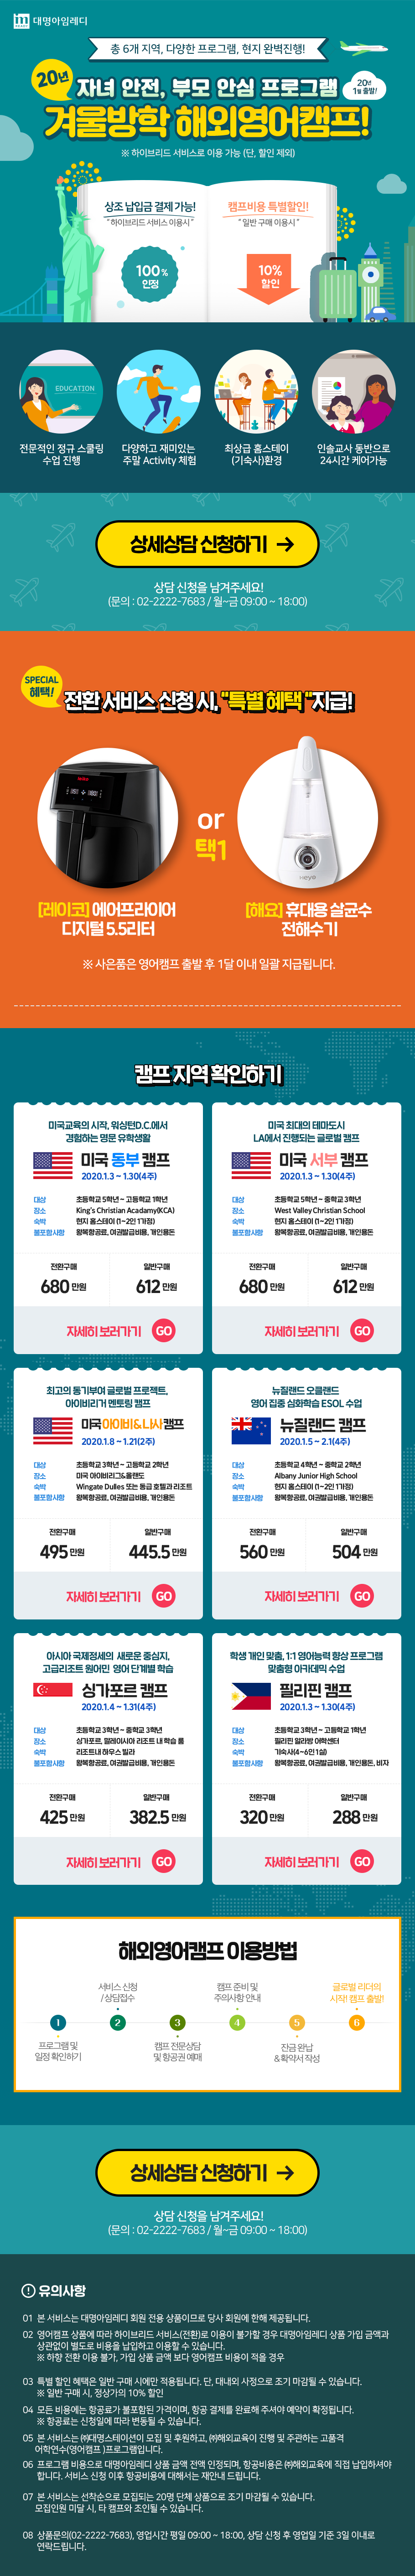 대명아임레디
총 6개 지역, 다양한 프로그램, 현지 완벽진행!
20년 자녀 안전, 부모 안심 프로그램
20년
1월 출발!
겨울방학 해외영어캠프!
※ 하이브리드 서비스로 이용 가능 (단, 할인 제외)
상조 납입금 결제 가능!
"하이브리드 서비스 이용시"
100%
인정
캠프비용 특별할인!
"일반 구매 이용시"
10%
할인
EDUCATION
전문적인 정규 스쿨링
수업 진행
다양하고 재미있는
주말 Activity 체험
최상급 홈스테이
(기숙사)환경
인솔교사 동반으로
24시간 케어가능
상세상담 신청하기 →
상담 신청을 남겨주세요!
(문의 : 02-2222-7683 / 월~금 09:00 ~ 18:00)
SPECIAL
혜택!
전환 서비스 신청 시, "특별 혜택" 지급!
or
택1
[레이코] 에어프라이어
디지털 5.5리터
Heyo
[해요] 휴대용 살균수
전해수기
※ 사은품은 영어캠프 출발 후 1달 이내 일괄 지급됩니다.
캠프 지역 확인하기
미국교육의 시작, 워싱턴D.C.에서
경험하는 명문 유학생활
미국 동부 캠프
2020.1.3 ~ 1.30(4주)
대상 초등학교 5학년 ~ 고등학교 1학년
장소 King's Christian Acadamy(KCA)
숙박 현지 홈스테이 (1~2인 1가정)
불포함사항 왕복항공료, 여권발급비용, 개인용돈
전환구매
680 만원
일반구매
612 만원
자세히 보러가기 GO
미국 최대의 테마도시
LA에서 진행되는 글로벌 캠프
미국 서부 캠프
2020.1.3 ~ 1.30(4주)
대상 초등학교 5학년 ~ 중학교 3학년
장소 West Valley Christian School
숙박 현지 홈스테이 (1~2인 1가정)
불포함사항 왕복항공료, 여권발급비용, 개인용돈
전환구매
680 만원
일반구매
612 만원
자세히 보러가기 GO
최고의 동기부여 글로벌 프로젝트,
아이비리거 멘토링 캠프
미국 아이비&나사 캠프
2020.1.8 ~ 1.21(2주)
대상 초등학교 3학년 ~ 고등학교 2학년
장소 미국 아이비리그&올랜도
숙박 Wingate Dulles 또는 동급 호텔과 리조트
불포함사항 왕복항공료, 여권발급비용, 개인용돈
전환구매
495 만원
일반구매
445.5 만원
자세히 보러가기 GO
뉴질랜드 오클랜드
영어 집중 심화학습 ESOL 수업
뉴질랜드 캠프
2020.1.5 ~ 2.1(4주)
대상 초등학교 4학년 ~ 중학교 2학년
장소 Albany Junior High School
숙박 현지 홈스테이 (1~2인 1가정)
불포함사항 왕복항공료, 여권발급비용, 개인용돈
전환구매
560 만원
일반구매
504 만원
자세히 보러가기 GO
아시아 국제정세의 새로운 중심지,
고급리조트 원어민 영어 단계별 학습
싱가포르 캠프
2020.1.4 ~ 1.31(4주)
대상 초등학교 3학년 ~ 중학교 3학년
장소 싱가포르, 말레이시아 리조트 내 학습 룸
숙박 리조트내 하우스 빌라
불포함사항 왕복항공료, 여권발급비용, 개인용돈
전환구매
425 만원
일반구매
382.5 만원
자세히 보러가기 GO
학생 개인 맞춤, 1:1 영어능력 향상 프로그램
맞춤형 아카데믹 수업
필리핀 캠프
2020.1.3 ~ 1.30(4주)
대상 초등학교 3학년 ~ 고등학교 1학년
장소 필리핀 알라방 어학센터
숙박 기숙사(4~6인 1실)
불포함사항 왕복항공료, 여권발급비용, 개인용돈, 비자
전환구매
320 만원
일반구매
288 만원
자세히 보러가기 GO
해외영어캠프 이용방법
1
프로그램 및
일정 확인하기
서비스 신청
/ 상담접수
2
3
캠프 전문상담
및 항공권 예매
캠프 준비 및
주의사항 안내
4
5
잔금 완납
& 확약서 작성
글로벌 리더의
시작! 캠프 출발!
6
상세상담 신청하기 →
상담 신청을 남겨주세요!
(문의 : 02-2222-7683 / 월~금 09:00 ~ 18:00)
유의사항
01 본 서비스는 대명아임레디 회원 전용 상품이므로 당사 회원에 한해 제공됩니다.
02 영어캠프 상품에 따라 하이브리드 서비스(전환)로 이용이 불가할 경우 대명아임레디 상품 가입 금액과
상관없이 별도로 비용을 납입하고 이용할 수 있습니다.
※ 하향 전환 이용 불가, 가입 상품 금액 보다 영어캠프 비용이 적을 경우
03 특별 할인 혜택은 일반 구매 시에만 적용됩니다. 단, 대내외 사정으로 조기 마감될 수 있습니다.
※ 일반 구매 시, 정상가의 10% 할인
04 모든 비용에는 항공료가 불포함된 가격이며, 항공 결제를 완료해 주셔야 예약이 확정됩니다.
※ 항공료는 신청일에 따라 변동될 수 있습니다.
05 본 서비스는 ㈜대명스테이션이 모집 및 후원하고, ㈜해외교육이 진행 및 주관하는 고품격
어학연수(영어캠프 )프로그램입니다.
06 프로그램 비용으로 대명아임레디 상품 금액 전액 인정되며, 항공비용은 ㈜해외교육에 직접 납입하셔야
합니다. 서비스 신청 이후 항공비용에 대해서는 재안내 드립니다.
07 본 서비스는 선착순으로 모집되는 20명 단체 상품으로 조기 마감될 수 있습니다.
모집인원 미달 시, 타 캠프와 조인될 수 있습니다.
08 상품문의(02-2222-7683), 영업시간 평일 09:00 ~ 18:00, 상담 신청 후 영업일 기준 3일 이내로
연락드립니다.